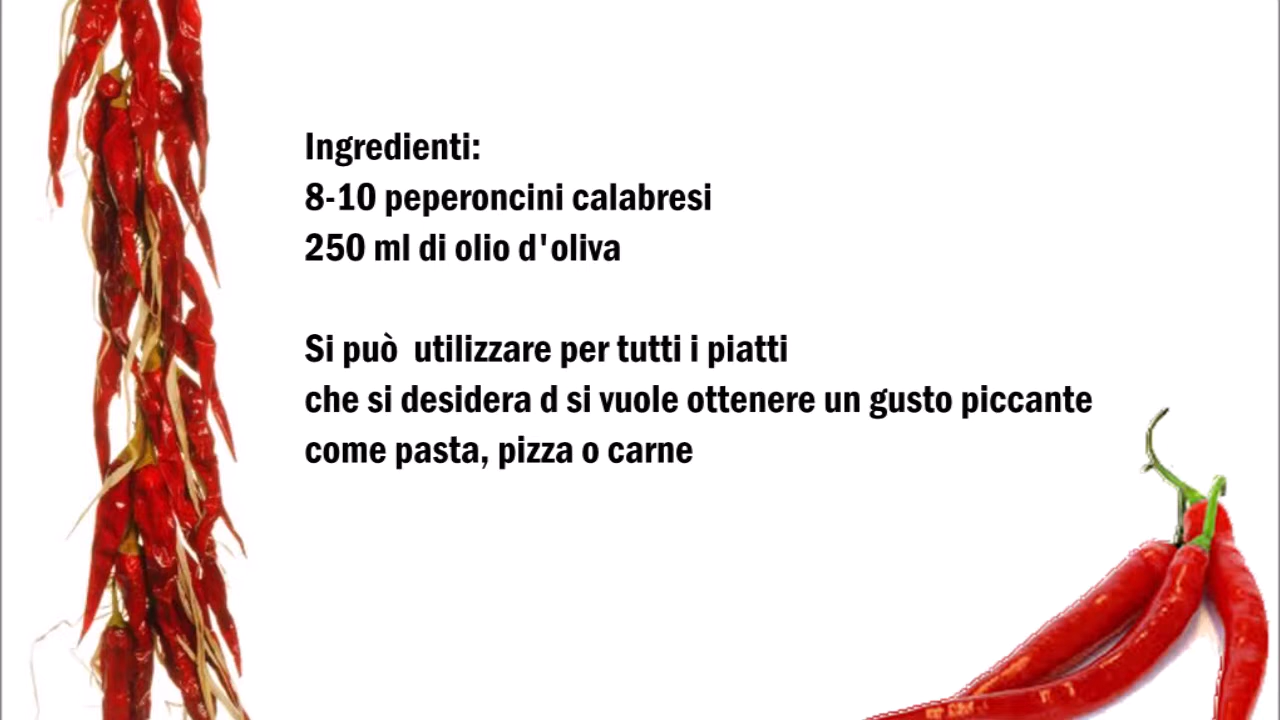 Ingredienti:
8-10 peperoncini calabresi
250 ml di olio d'oliva
Si può  utilizzare per tutti i piatti
che si desidera d si vuole ottenere un gusto piccante
come pasta, pizza o carne